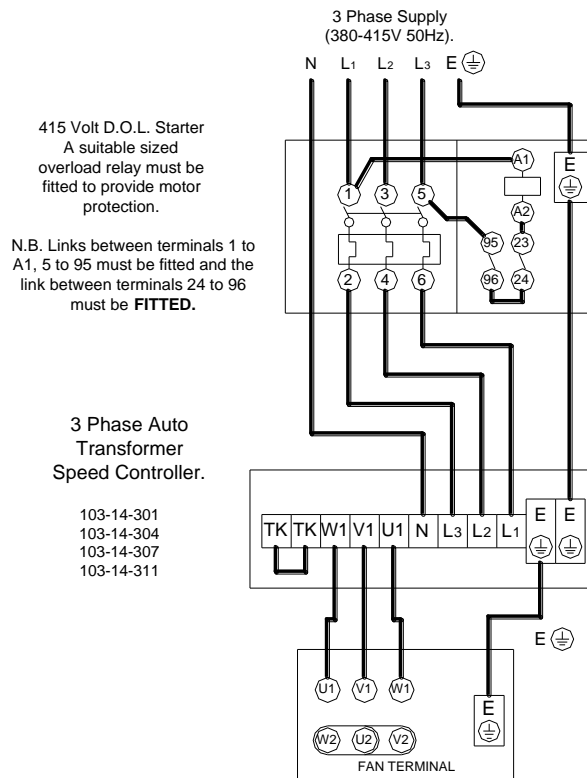 3 Phase Supply
(380-415V 50Hz).
N L1 L2 L3 E
415 Volt D.O.L. Starter
A suitable sized
overload relay must be
fitted to provide motor
protection.
N.B. Links between terminals 1 to
A1, 5 to 95 must be fitted and the
link between terminals 24 to 96
must be FITTED.
A1 E
1 3 5
A2
95 23
2 4 6 96 24
3 Phase Auto
Transformer
Speed Controller.
103-14-301
103-14-304
103-14-307
103-14-311
TK TK W1 V1 U1 N L3 L2 L1 E E
E
U1 V1 W1
E
W2 U2 V2
FAN TERMINAL